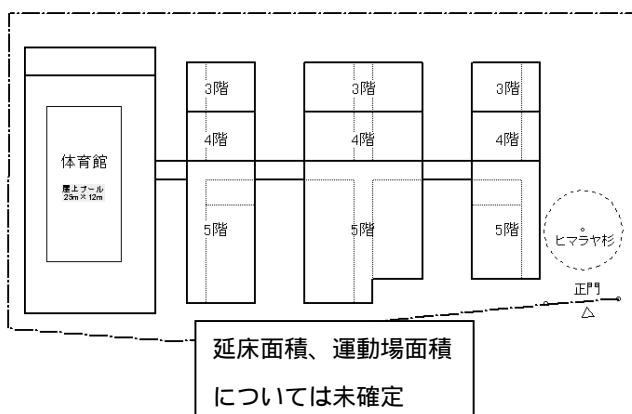 3階
3階
3階
4階
4階
4階
体育館
屋上プール
25m×12m
5階
5階
5階
ヒマラヤ杉
正門
延床面積、運動場面積
については未確定